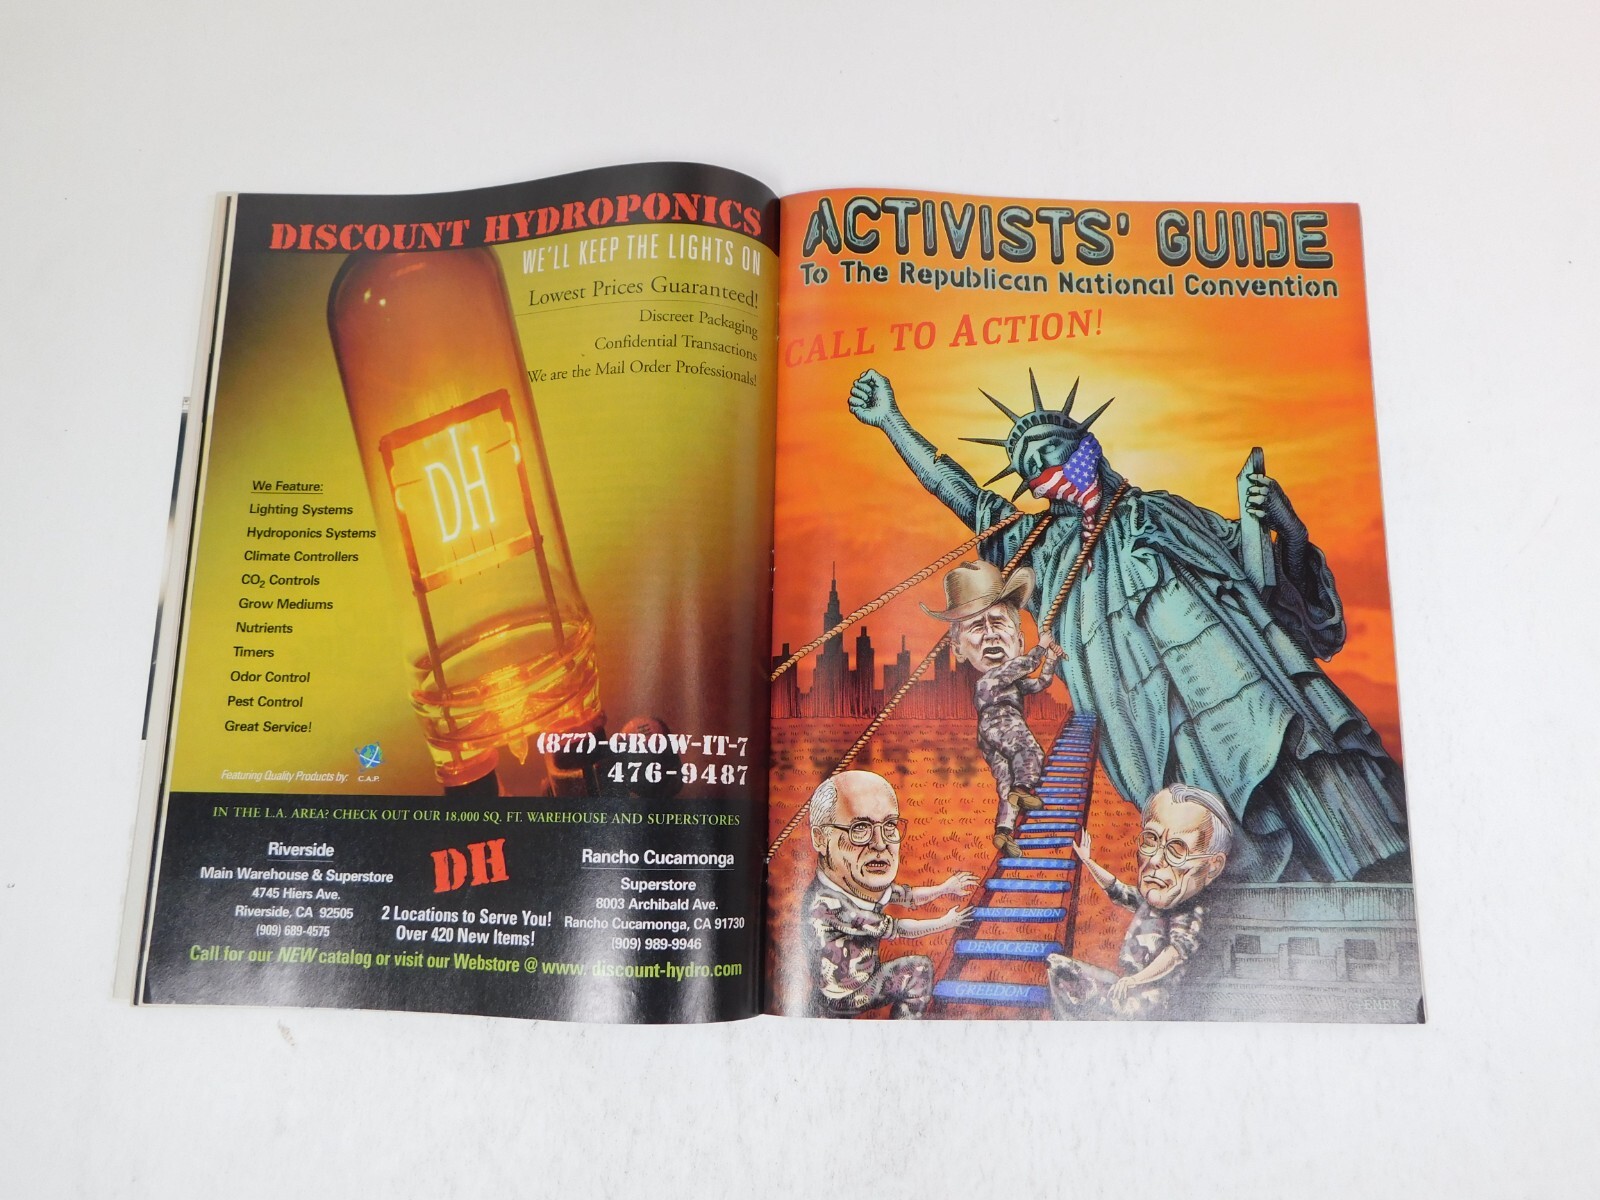 DISCOUNT HYDROPONICS
WE'LL KEEP THE LIGHTS ON
Lowest Prices Guaranteed!
Discreet Packaging
Confidential Transactions
We are the Mail Order Professionals!
DH
We Feature:
Lighting Systems
Hydroponics Systems
Climate Controllers
CO2 Controls
Grow Mediums
Nutrients
Timers
Odor Control
Pest Control
Great Service!
Featuring Quality Products by:
C.A.P.
(877)-GROW-IT-7
476-9487
IN THE L.A. AREA? CHECK OUT OUR 18,000 SQ. FT. WAREHOUSE AND SUPERSTORES
Riverside
Main Warehouse & Superstore
4745 Hiers Ave.
Riverside, CA 92505
(909) 689-4575
DH
2 Locations to Serve You!
Over 420 New Items!
Rancho Cucamonga
Superstore
8003 Archibald Ave.
Rancho Cucamonga, CA 91730
(909) 989-9946
Call for our NEW catalog or visit our Webstore @ www. discount-hydro.com
ACTIVISTS' GUIDE
To The Republican National Convention
CALL TO ACTION!
AXIS OF ENRON
DEMOCKERY
GREEDOM
EMEK